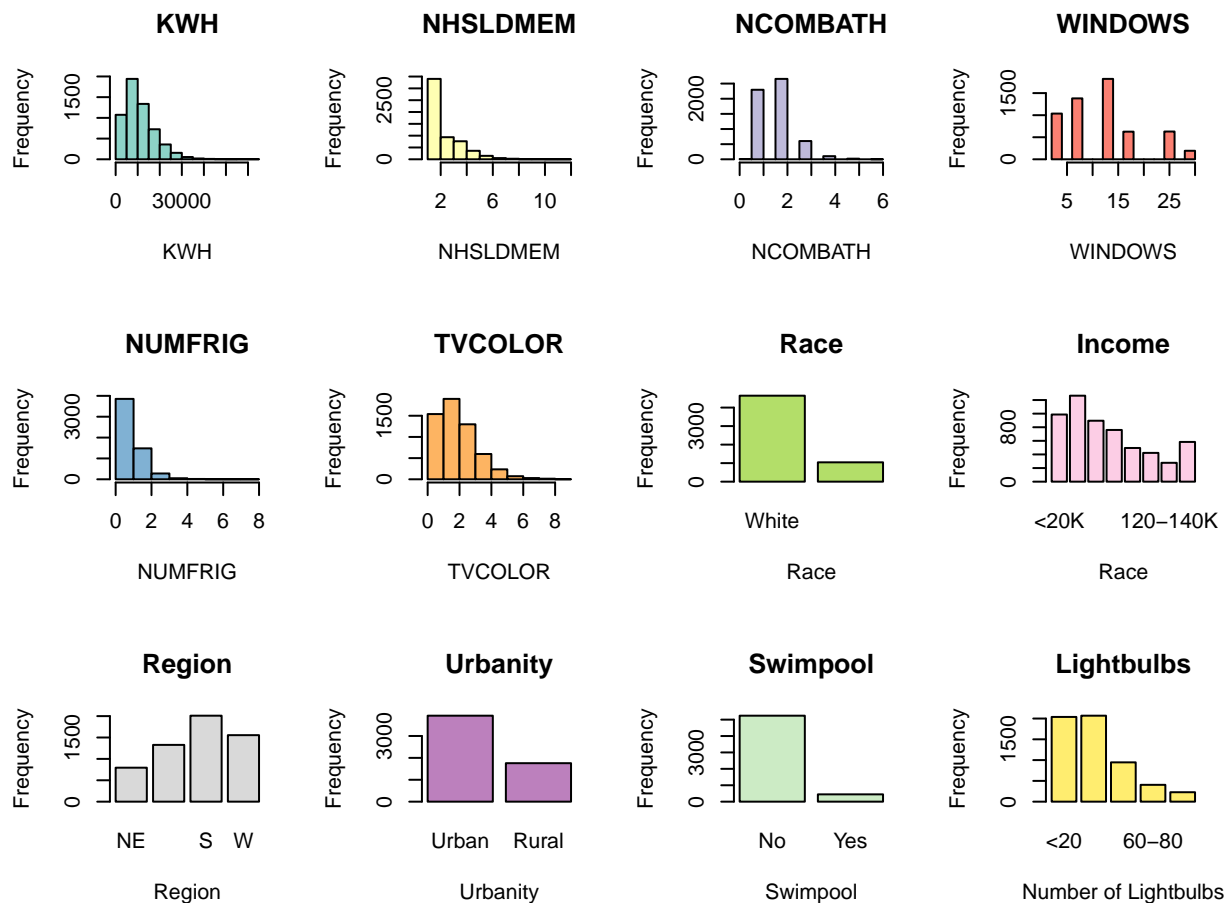 KWH
Frequency
0 1500
0 30000
KWH
NHSLDMEM
Frequency
0 2500
2 6 10
NHSLDMEM
NCOMBATH
Frequency
0 2000
0 2 4 6
NCOMBATH
WINDOWS
Frequency
0 1500
5 15 25
WINDOWS
NUMFRIG
Frequency
0 3000
0 2 4 6 8
NUMFRIG
TVCOLOR
Frequency
0 1500
0 2 4 6 8
TVCOLOR
Race
Frequency
0 3000
White
Race
Income
Frequency
0 800
<20K 120−140K
Race
Region
Frequency
0 1500
NE S W
Region
Urbanity
Frequency
0 3000
Urban Rural
Urbanity
Swimpool
Frequency
0 3000
No Yes
Swimpool
Lightbulbs
Frequency
0 1500
<20 60−80
Number of Lightbulbs